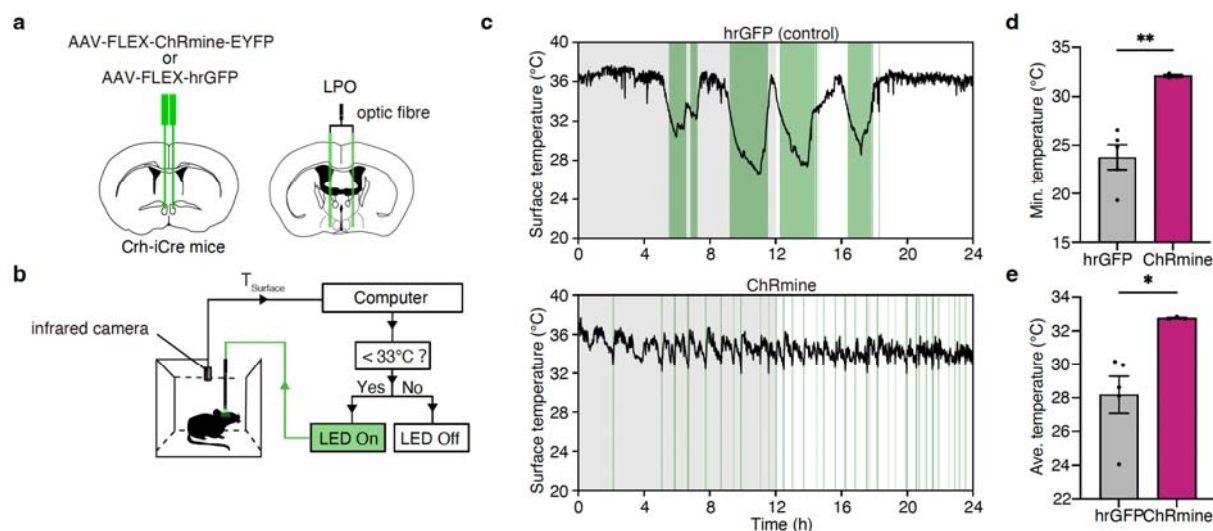 a
AAV-FLEX-ChRmine-EYFP
or
AAV-FLEX-hrGFP
LPO
optic fibre
Crh-iCre mice
b
T Surface
Computer
infrared camera
< 33°C ?
Yes No
LED On
LED Off
c
hrGFP (control)
Surface temperature (°C)
40
36
32
28
24
20
0 4 8 12 16 20 24
ChRmine
Surface temperature (°C)
40
36
32
28
24
20
0 4 8 12 16 20 24
Time (h)
d
**
Min. temperature (°C)
35
30
25
20
15
hrGFP ChRmine
e
*
Ave. temperature (°C)
34
32
30
28
26
24
22
hrGFP ChRmine